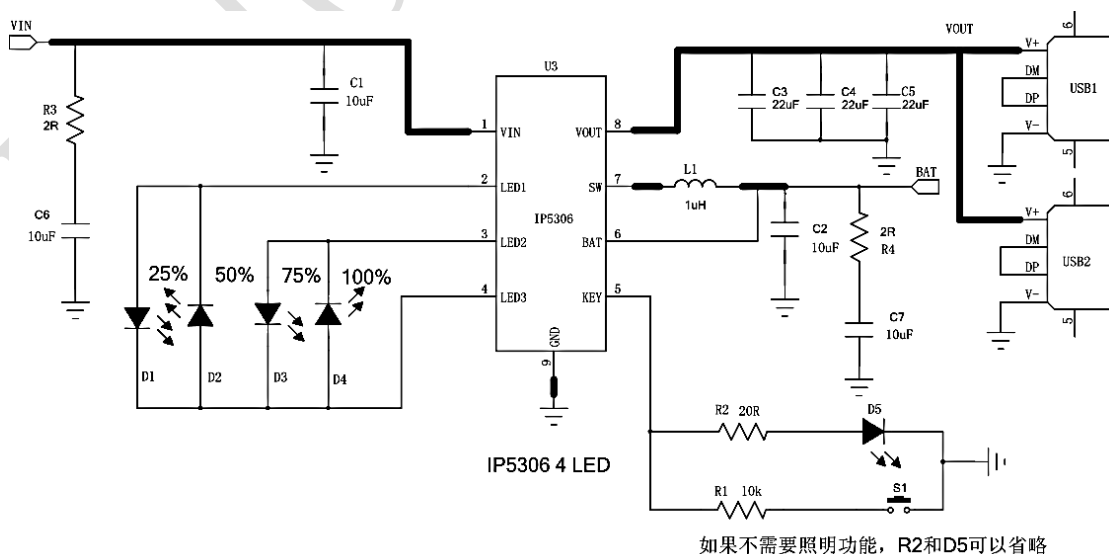 VIN
VOUT
6
V+
DM
DP
V-
USB1
5
R3
2R
C1
10uF
U3
C3
22uF
C4
22uF
C5
22uF
1
VIN
VOUT
8
2
LED1
SW
7
L1
1uH
BAT
IP5306
3
LED2
BAT
6
C6
10uF
C2
10uF
2R
R4
6
V+
DM
DP
V-
USB2
5
25%
50%
75%
100%
4
LED3
KEY
5
GND
9
C7
10uF
D1
D2
D3
D4
R2
20R
D5
IP5306 4 LED
R1
10k
S1
如果不需要照明功能，R2和D5可以省略